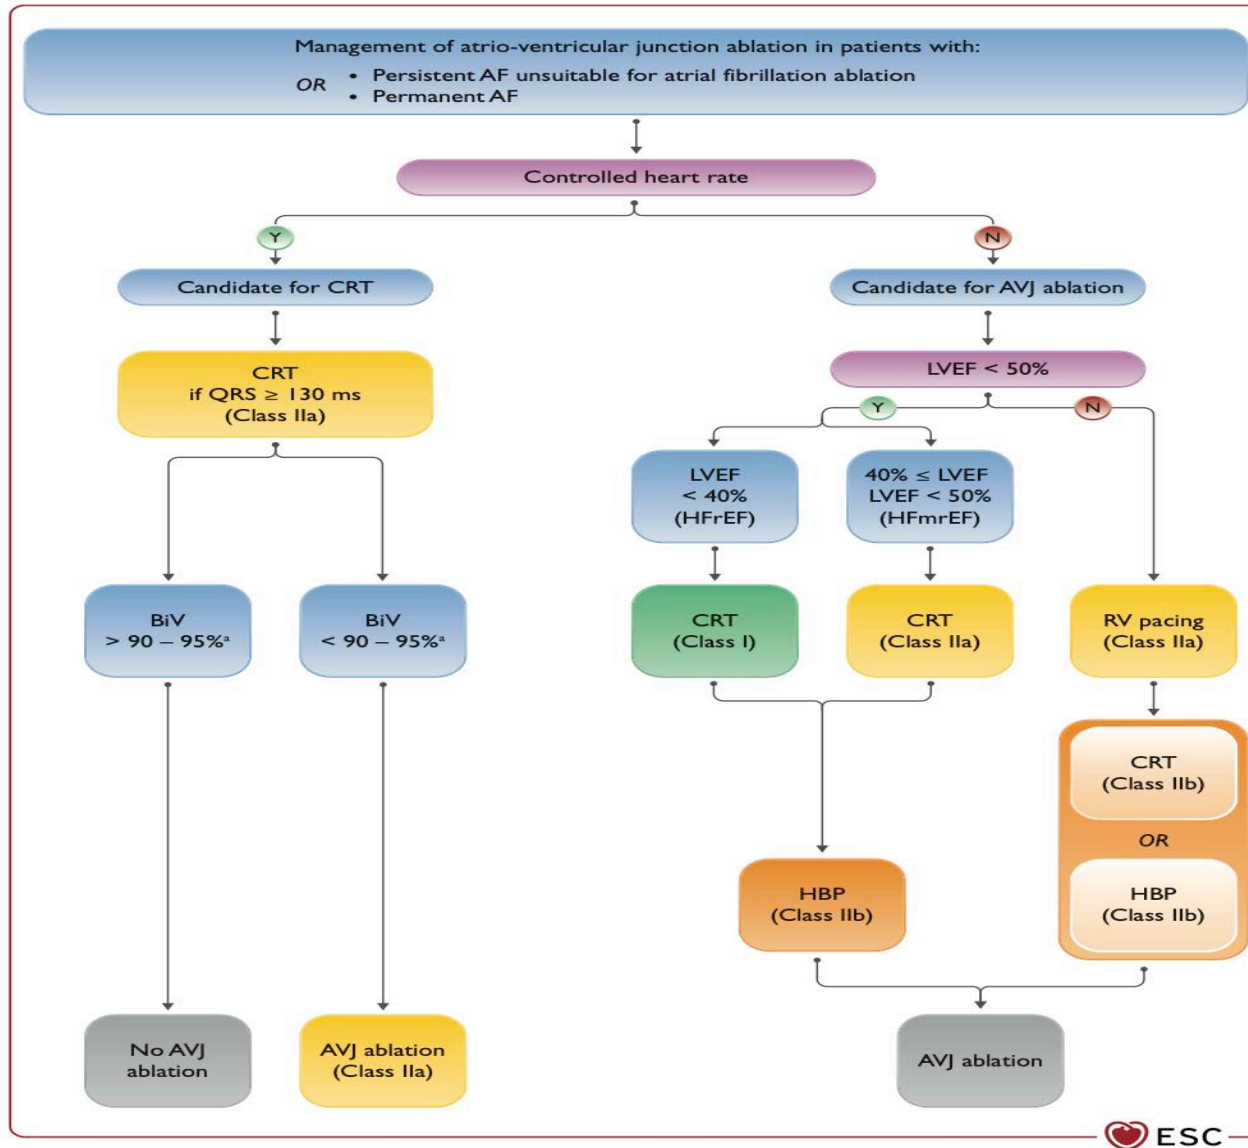 Management of atrio-ventricular junction ablation in patients with:
OR • Persistent AF unsuitable for atrial fibrillation ablation
• Permanent AF
Controlled heart rate
Y
N
Candidate for CRT
Candidate for AVJ ablation
CRT
if QRS ≥ 130 ms
(Class IIa)
LVEF < 50%
Y
N
LVEF
< 40%
(HFrEF)
40% ≤ LVEF
LVEF < 50%
(HFmrEF)
BiV
> 90 – 95%ᵃ
BiV
< 90 – 95%ᵃ
CRT
(Class I)
CRT
(Class IIa)
RV pacing
(Class IIa)
CRT
(Class IIb)
OR
HBP
(Class IIb)
HBP
(Class IIb)
No AVJ
ablation
AVJ ablation
(Class IIa)
AVJ ablation
ESC